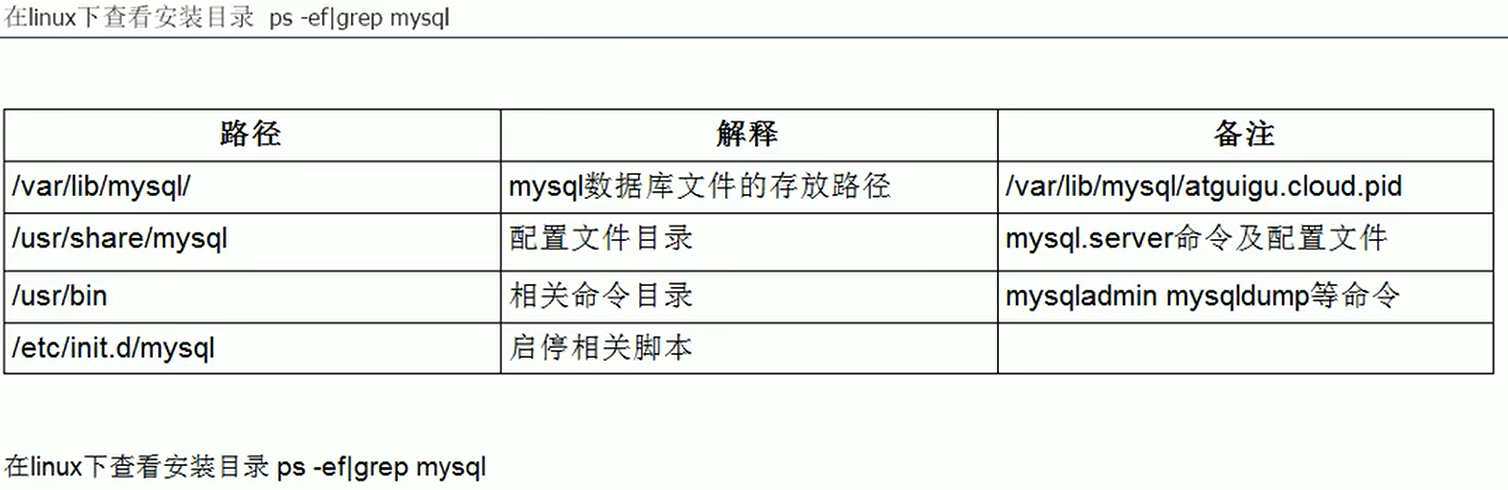 在linux下查看安装目录 ps -ef|grep mysql
路径 解释 备注
/var/lib/mysql/ mysql数据库文件的存放路径 /var/lib/mysql/atguigu.cloud.pid
/usr/share/mysql 配置文件目录 mysql.server命令及配置文件
/usr/bin 相关命令目录 mysqladmin mysqldump等命令
/etc/init.d/mysql 启停相关脚本
在linux下查看安装目录 ps -ef|grep mysql